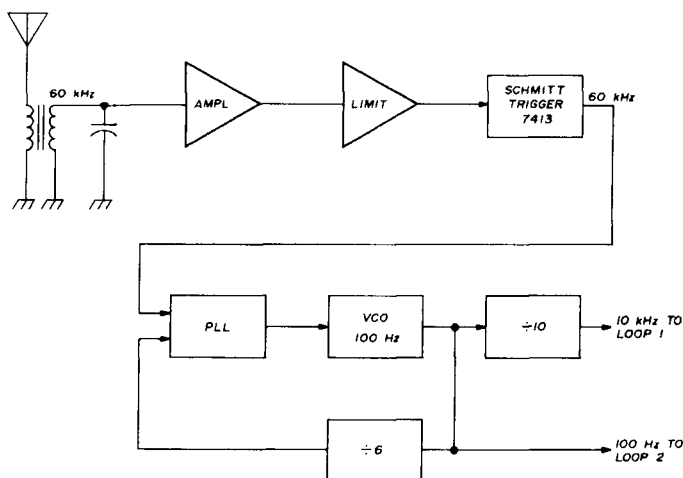 60 kHz
AMPL
LIMIT
SCHMITT
TRIGGER
7413
60 kHz
PLL
VCO
100 Hz
÷10
10 kHz TO
LOOP 1
÷6
100 Hz TO
LOOP 2